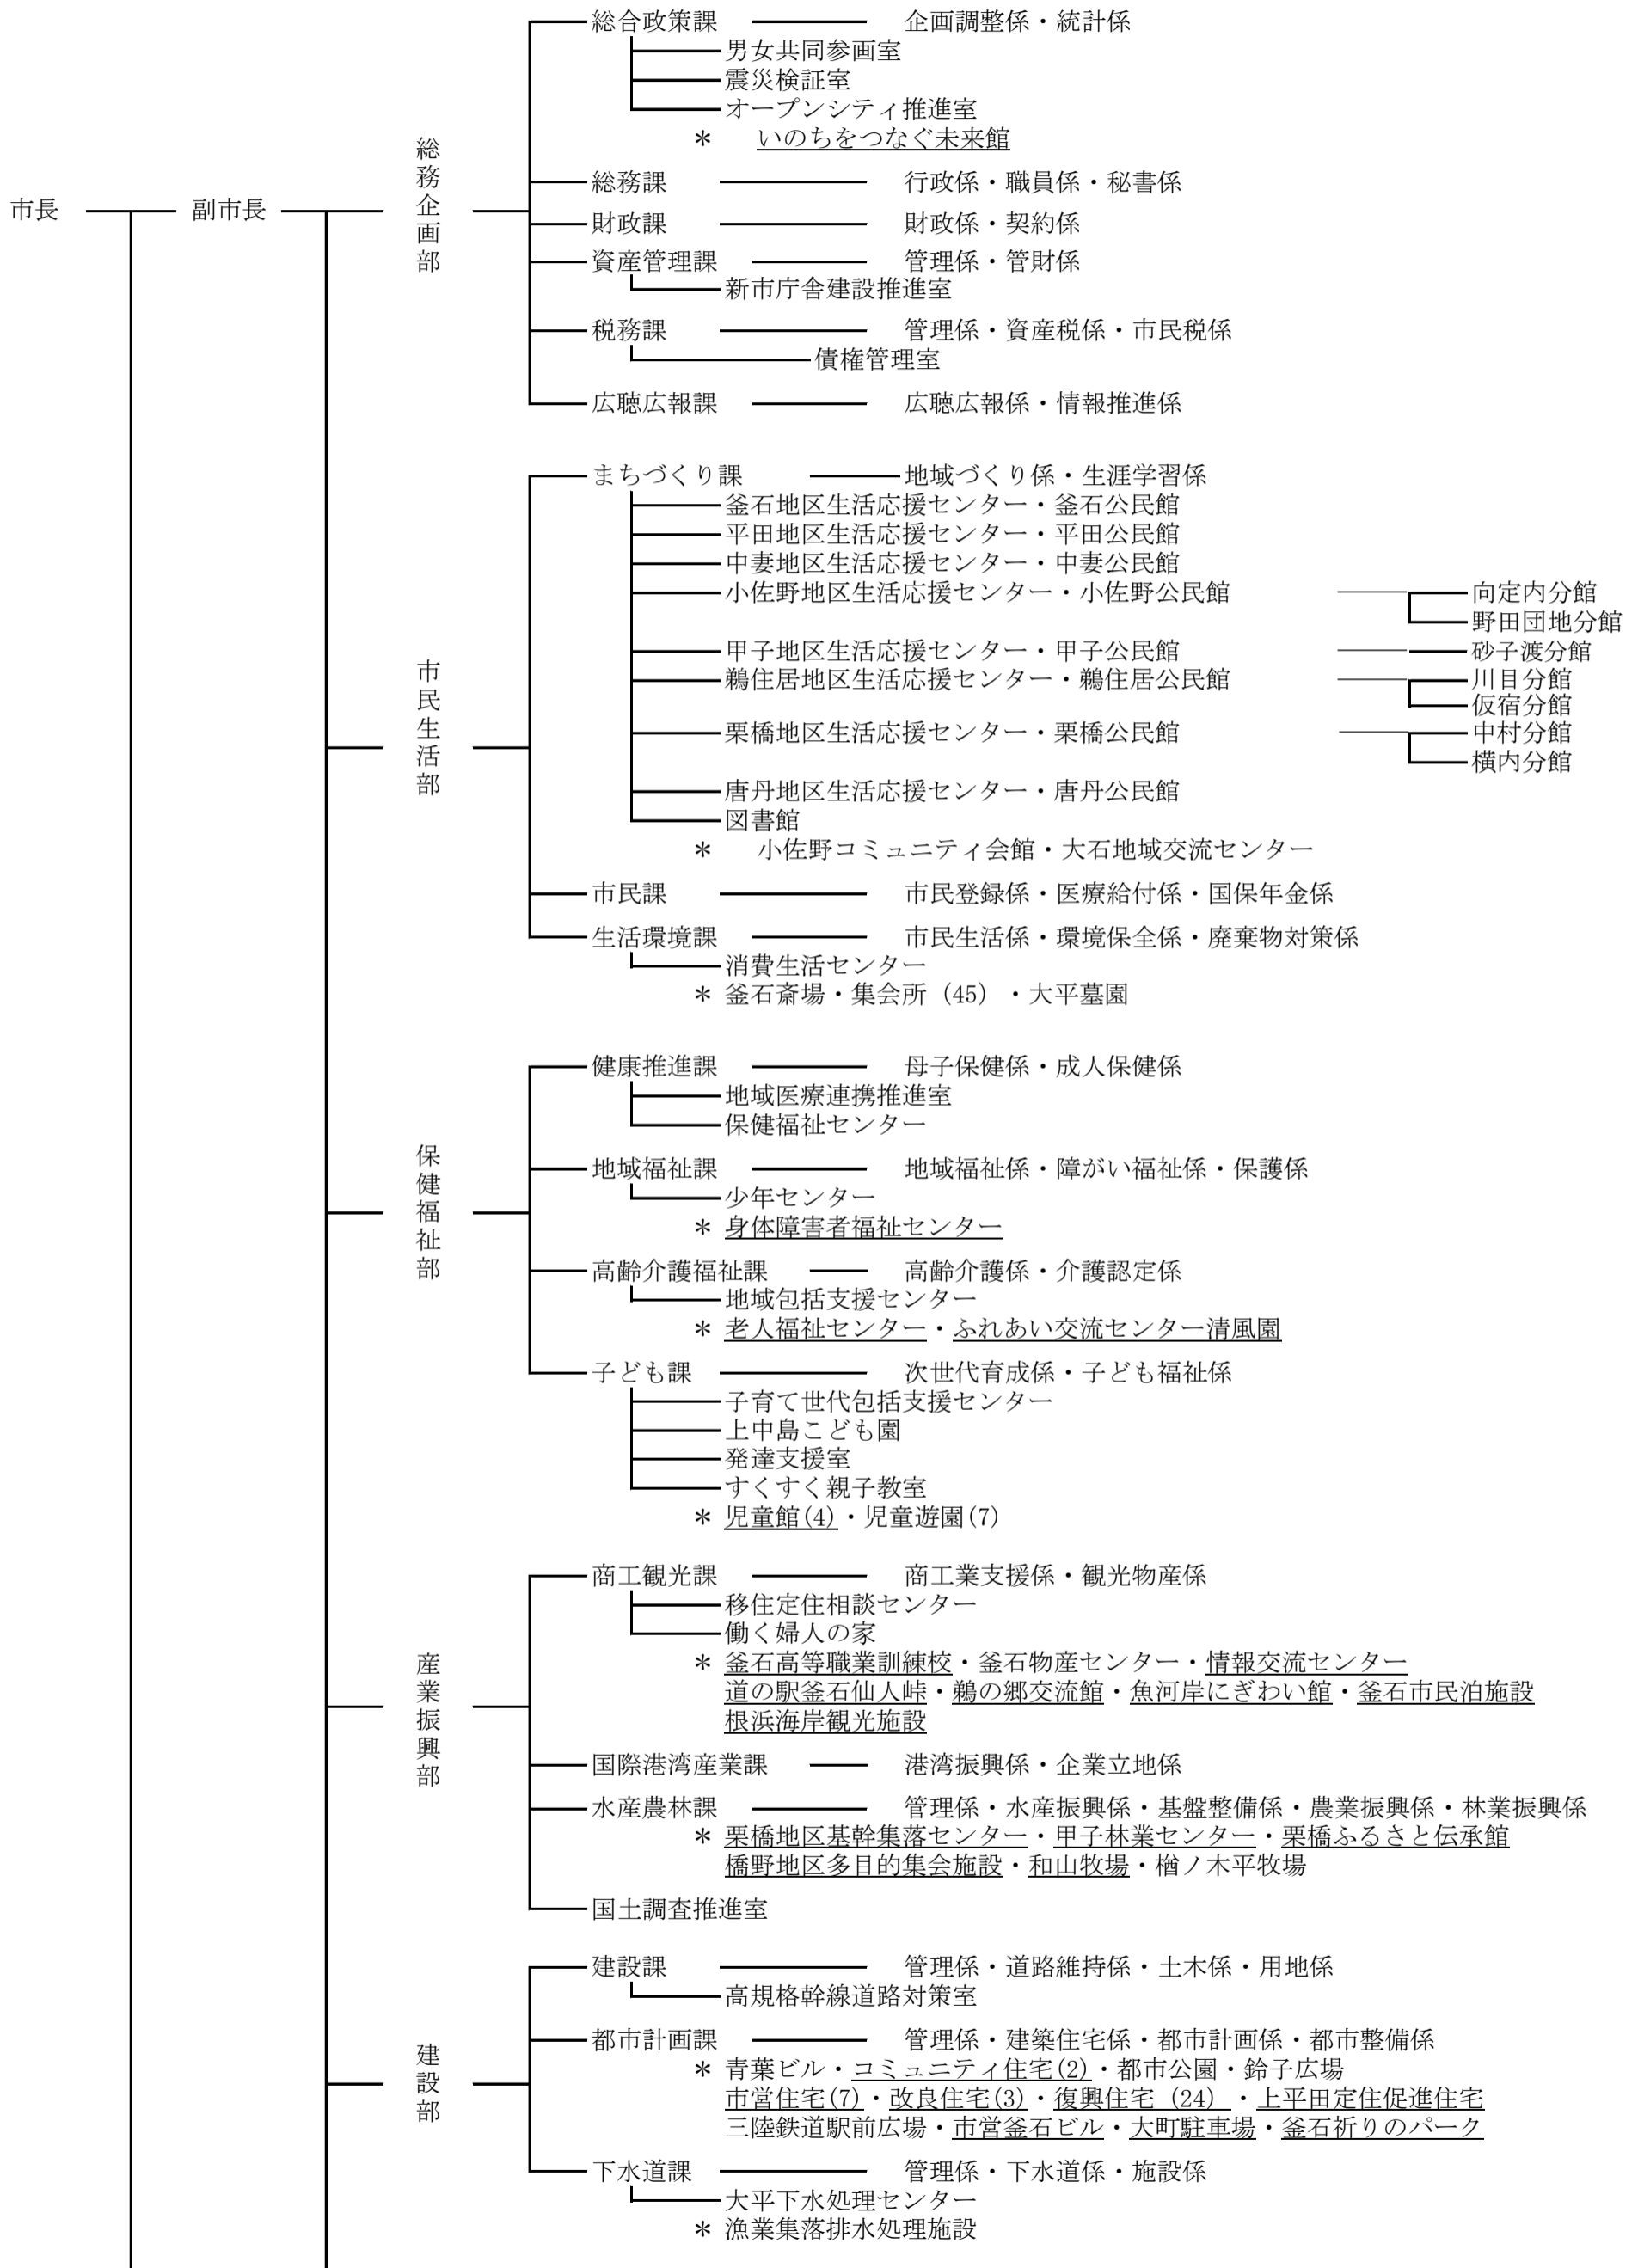 総合政策課 企画調整係・統計係
男女共同参画室
震災検証室
オープンシティ推進室
＊ いのちをつなぐ未来館
総務課 行政係・職員係・秘書係
市長 副市長 総務企画部
財政課 財政係・契約係
資産管理課 管理係・管財係
新市庁舎建設推進室
税務課 管理係・資産税係・市民税係
債権管理室
広聴広報課 広聴広報係・情報推進係
まちづくり課 地域づくり係・生涯学習係
釜石地区生活応援センター・釜石公民館
平田地区生活応援センター・平田公民館
中妻地区生活応援センター・中妻公民館
小佐野地区生活応援センター・小佐野公民館 向定内分館
野田団地分館
甲子地区生活応援センター・甲子公民館 砂子渡分館
鵜住居地区生活応援センター・鵜住居公民館 川目分館
仮宿分館
市民生活部
栗橋地区生活応援センター・栗橋公民館 中村分館
横内分館
唐丹地区生活応援センター・唐丹公民館
図書館
＊ 小佐野コミュニティ会館・大石地域交流センター
市民課 市民登録係・医療給付係・国保年金係
生活環境課 市民生活係・環境保全係・廃棄物対策係
消費生活センター
＊ 釜石斎場・集会所（45）・大平墓園
健康推進課 母子保健係・成人保健係
地域医療連携推進室
保健福祉センター
保健福祉部
地域福祉課 地域福祉係・障がい福祉係・保護係
少年センター
＊ 身体障害者福祉センター
高齢介護福祉課 高齢介護係・介護認定係
地域包括支援センター
＊ 老人福祉センター・ふれあい交流センター清風園
子ども課 次世代育成係・子ども福祉係
子育て世代包括支援センター
上中島こども園
発達支援室
すくすく親子教室
＊ 児童館(4)・児童遊園(7)
商工観光課 商工業支援係・観光物産係
移住定住相談センター
働く婦人の家
＊ 釜石高等職業訓練校・釜石物産センター・情報交流センター
道の駅釜石仙人峠・鵜の郷交流館・魚河岸にぎわい館・釜石市民泊施設
根浜海岸観光施設
産業振興部
国際港湾産業課 港湾振興係・企業立地係
水産農林課 管理係・水産振興係・基盤整備係・農業振興係・林業振興係
＊ 栗橋地区基幹集落センター・甲子林業センター・栗橋ふるさと伝承館
橋野地区多目的集会施設・和山牧場・楢ノ木平牧場
国土調査推進室
建設課 管理係・道路維持係・土木係・用地係
高規格幹線道路対策室
都市計画課 管理係・建築住宅係・都市計画係・都市整備係
建設部
＊ 青葉ビル・コミュニティ住宅(2)・都市公園・鈴子広場
市営住宅(7)・改良住宅(3)・復興住宅（24）・上平田定住促進住宅
三陸鉄道駅前広場・市営釜石ビル・大町駐車場・釜石祈りのパーク
下水道課 管理係・下水道係・施設係
大平下水処理センター
＊ 漁業集落排水処理施設